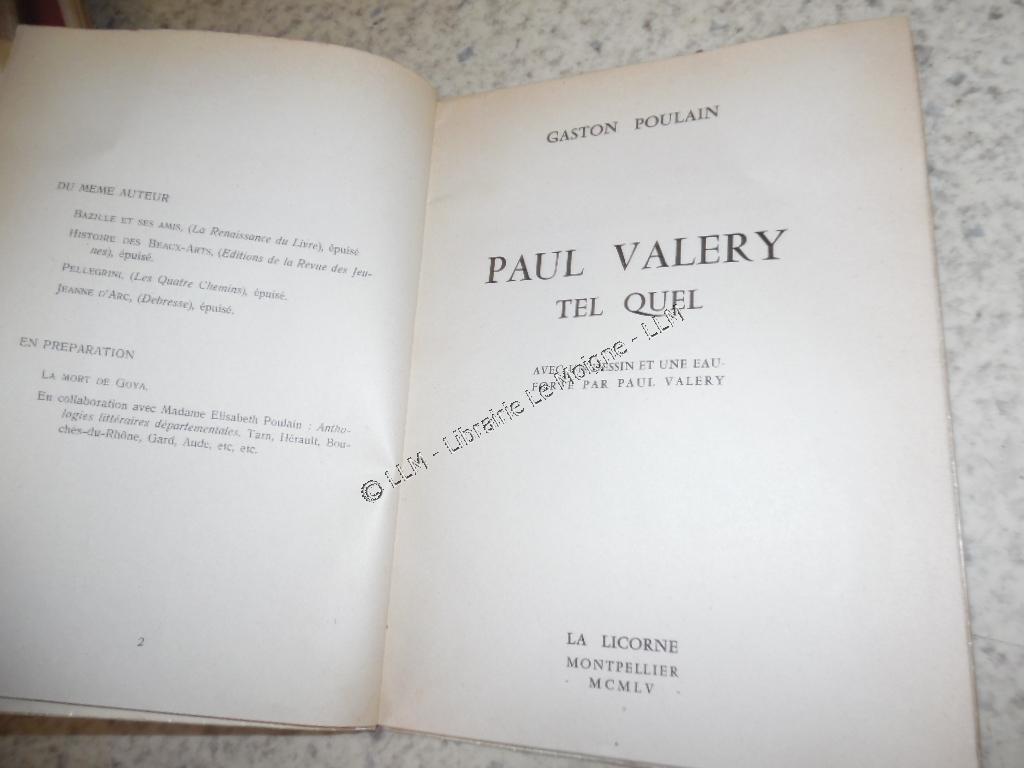 DU MEME AUTEUR
BAZILLE ET SES AMIS, (La Renaissance du Livre), épuisé
HISTOIRE DES BEAUX-ARTS, (Editions de la Revue des Jeu-
nes), épuisé.
PELLEGRINI, (Les Quatre Chemins), épuisé.
JEANNE D'ARC, (Debresse), épuisé.
EN PREPARATION
LA MORT DE GOYA.
En collaboration avec Madame Elisabeth Poulain : Antho-
logies littéraires départementales. Tarn, Hérault, Bou-
ches-du-Rhône, Gard, Aude, etc, etc.
2
GASTON POULAIN
PAUL VALERY
TEL QUEL
AVEC UN DESSIN ET UNE EAU-
FORTE PAR PAUL VALERY
LA LICORNE
MONTPELLIER
MCMLV
© LLM - Librairie Le Moigne - LLM